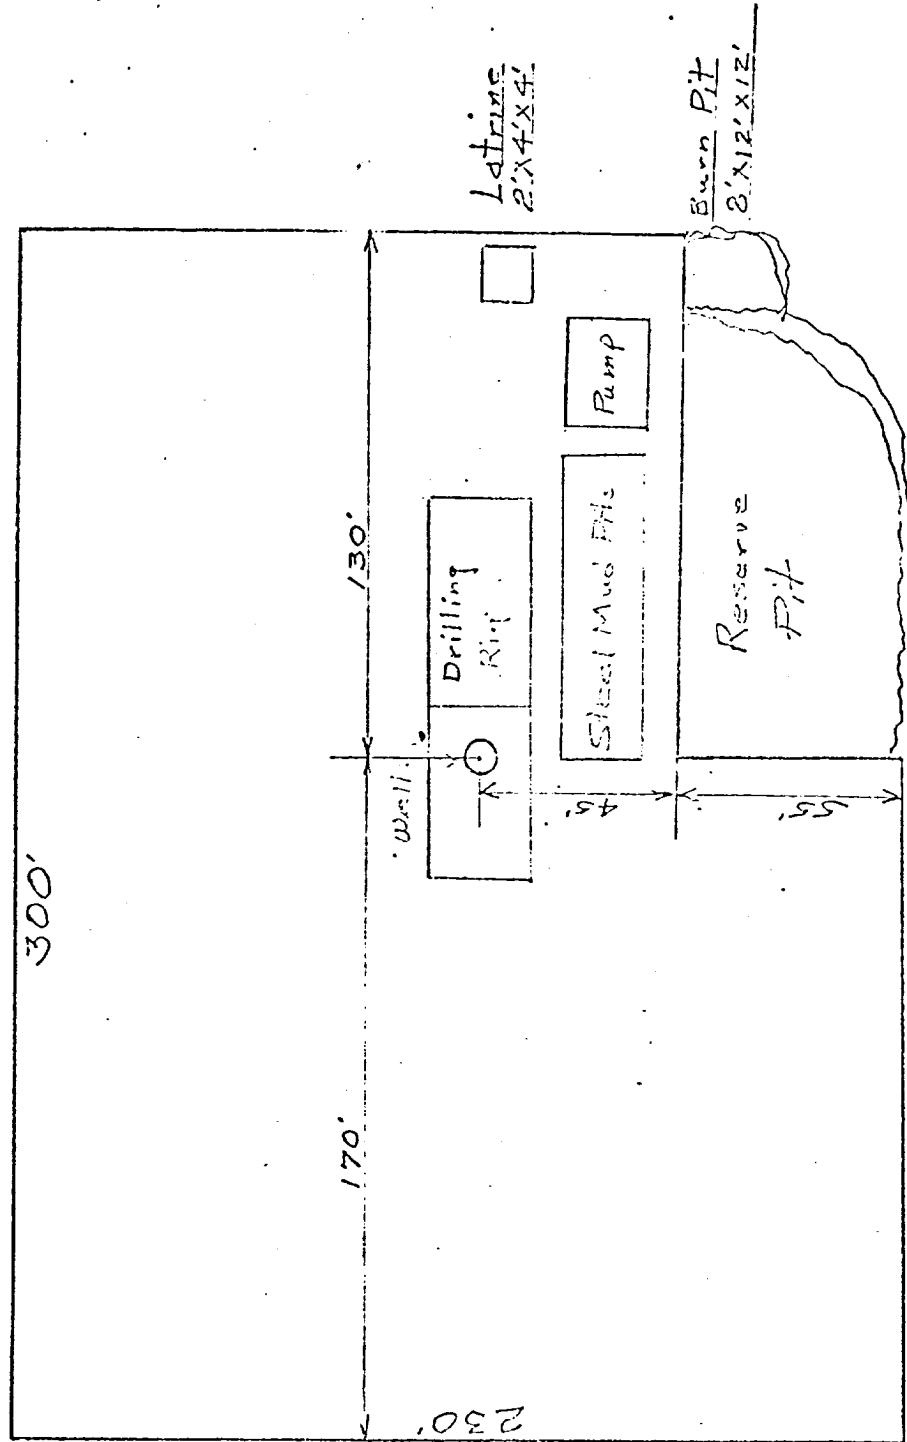 300'
230'
170'
130'
Well
Drilling
Rig
45'
55'
Steel Mud Pits
Pump
Latrine
2'X4'X4'
Reserve
Pit
Burn Pit
8'X12'X12'